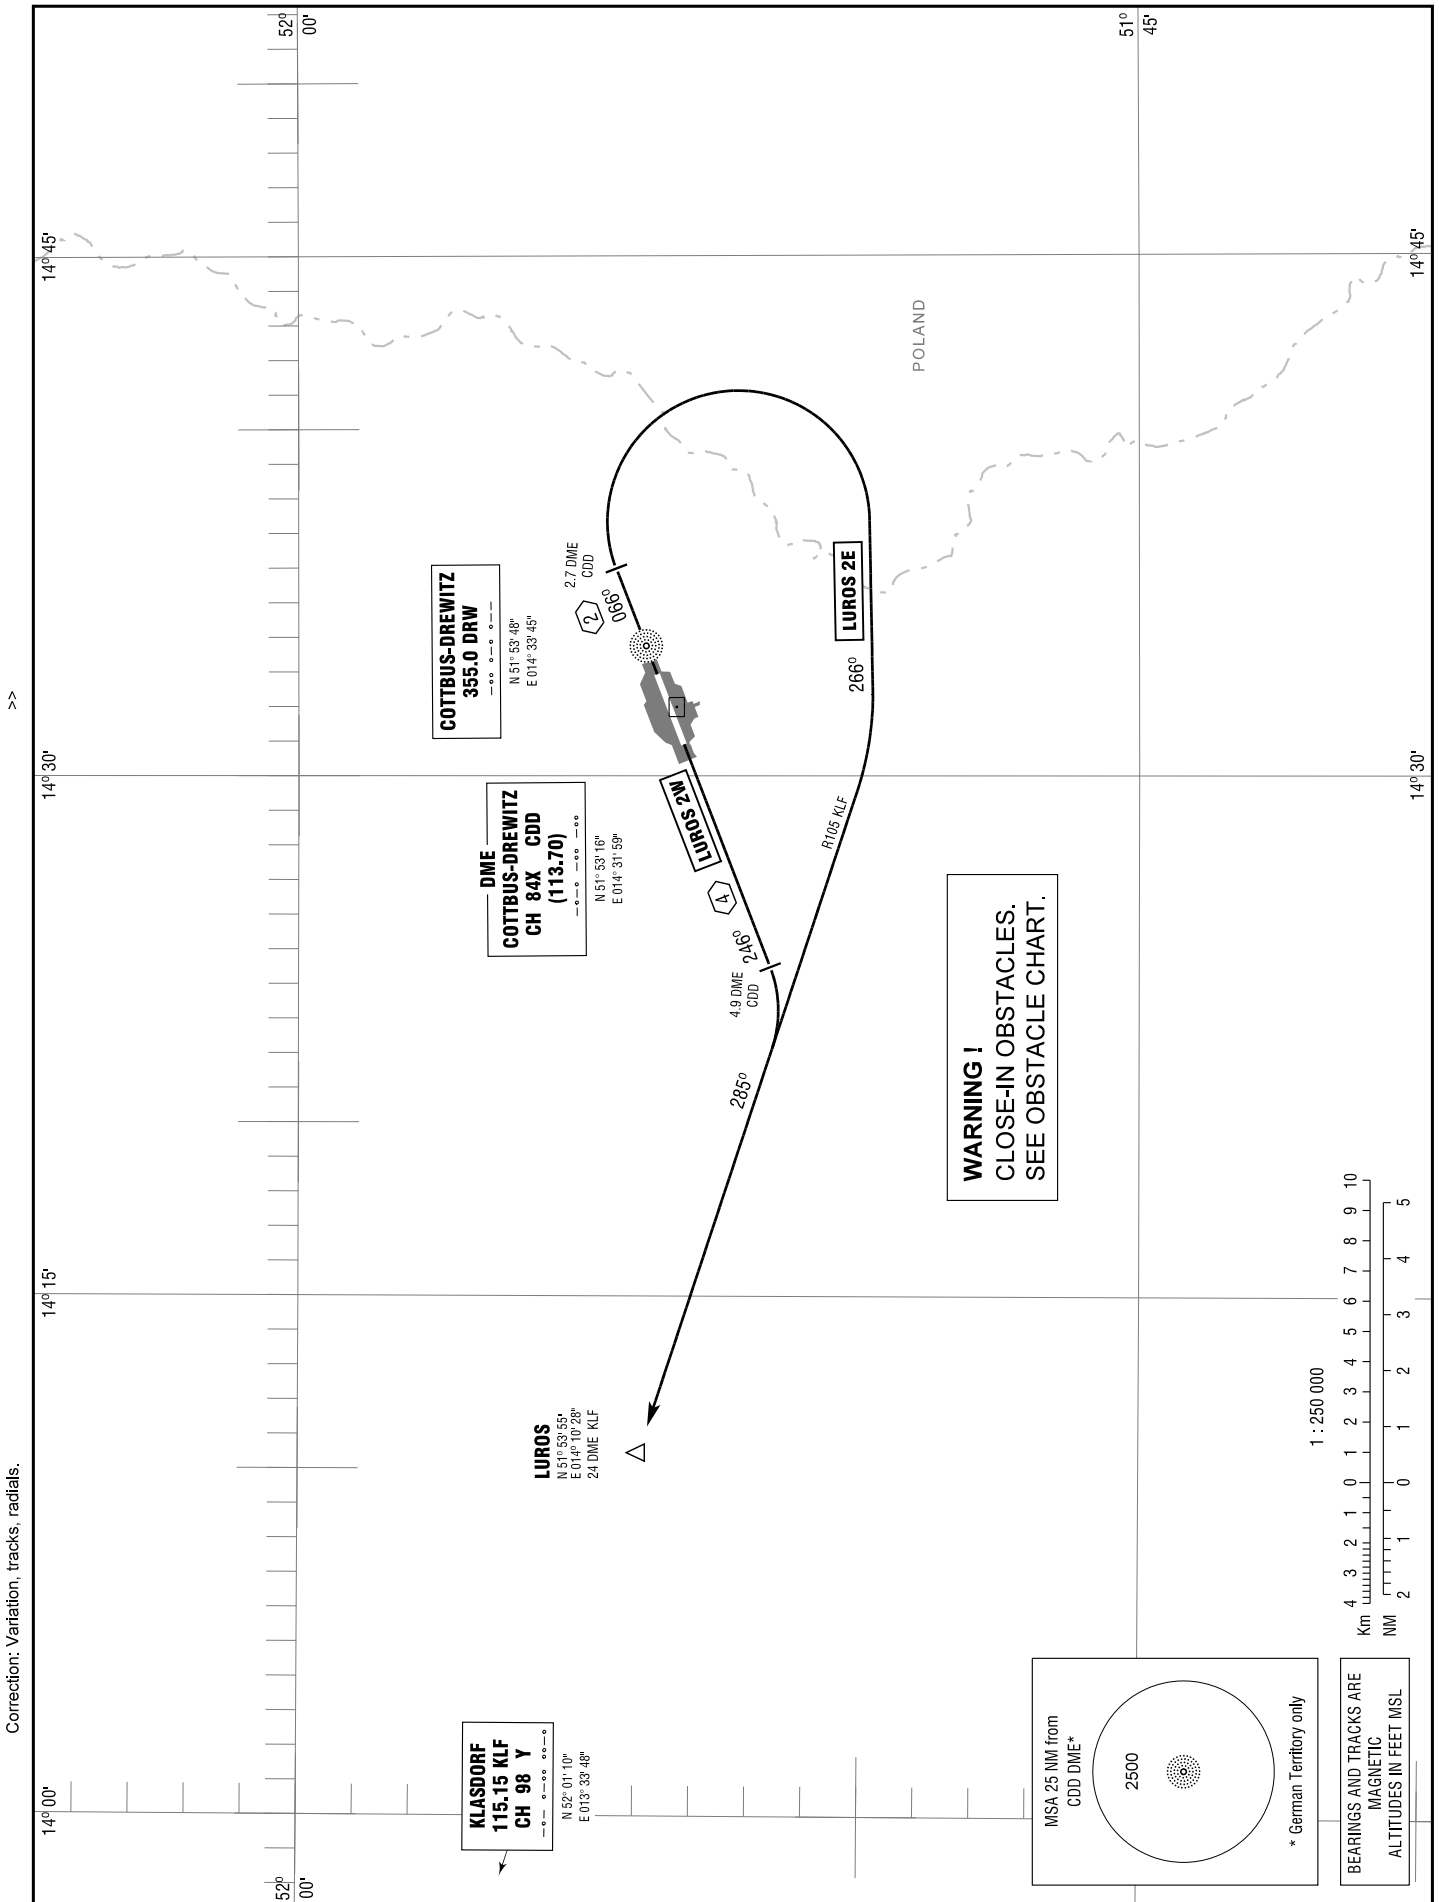 Correction: Variation, tracks, radials.
>>
14° 00'
14° 15'
14° 30'
14° 45'
52°
00'
52°
00'
KLASDORF
115.15 KLF
CH 98 Y
N 52° 01' 10"
E 013° 33' 48"
DME
COTTBUS-DREWITZ
CH 84X CDD
(113.70)
N 51° 53' 16"
E 014° 31' 59"
COTTBUS-DREWITZ
355.0 DRW
N 51° 53' 48"
E 014° 33' 45"
LUROS
N 51° 53' 55"
E 014° 10' 28"
24 DME KLF
2.7 DME
CDD
2
066°
LUROS 2W
4
246°
4.9 DME
CDD
285°
R105 KLF
266°
LUROS 2E
POLAND
WARNING !
CLOSE-IN OBSTACLES.
SEE OBSTACLE CHART.
51°
45'
MSA 25 NM from
CDD DME*
2500
* German Territory only
1 : 250 000
Km
4 3 2 1 0 1 2 3 4 5 6 7 8 9 10
NM
2 1 0 1 2 3 4 5
BEARINGS AND TRACKS ARE
MAGNETIC
ALTITUDES IN FEET MSL
14° 30'
14° 45'